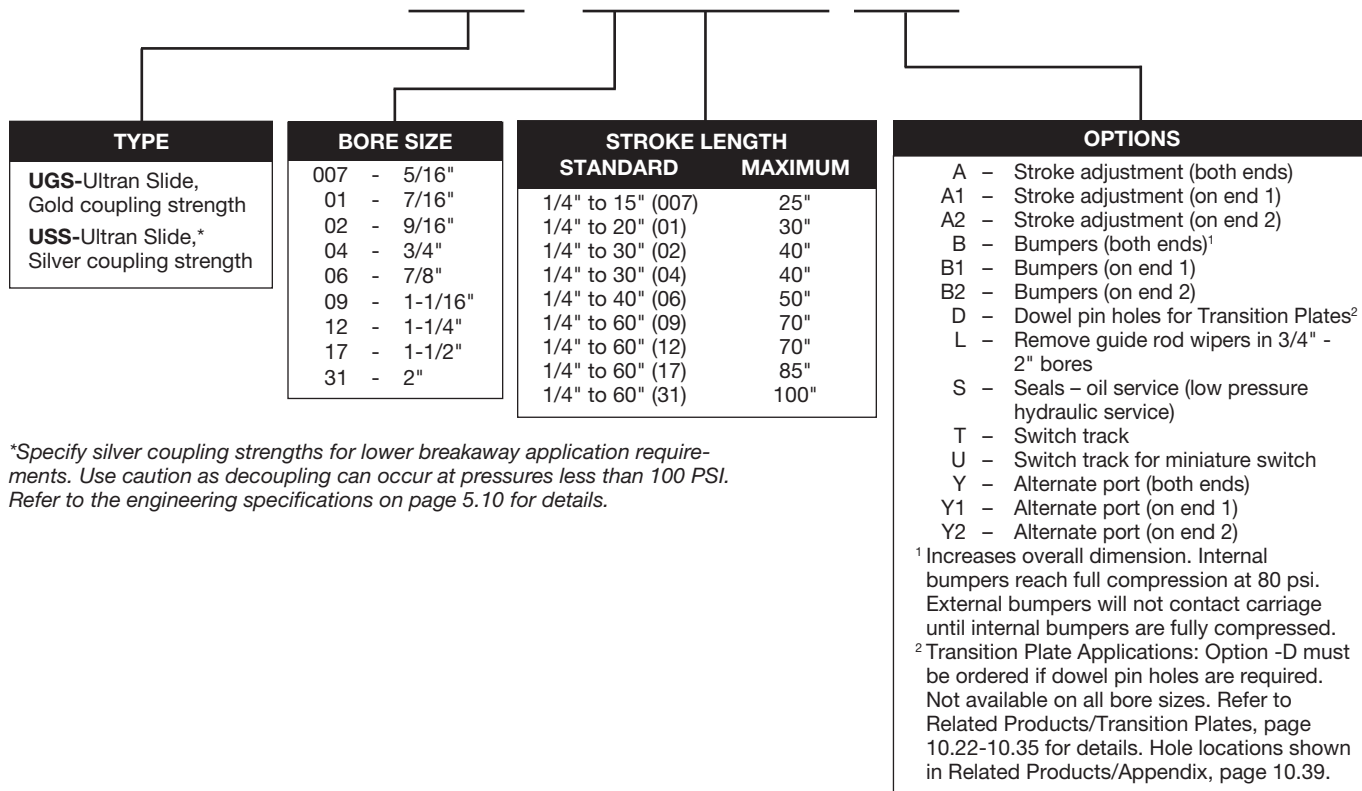 TYPE
UGS-Ultran Slide,
Gold coupling strength
USS-Ultran Slide,*
Silver coupling strength
BORE SIZE
007 - 5/16"
01 - 7/16"
02 - 9/16"
04 - 3/4"
06 - 7/8"
09 - 1-1/16"
12 - 1-1/4"
17 - 1-1/2"
31 - 2"
STROKE LENGTH
STANDARD MAXIMUM
1/4" to 15" (007) 25"
1/4" to 20" (01) 30"
1/4" to 30" (02) 40"
1/4" to 30" (04) 40"
1/4" to 40" (06) 50"
1/4" to 60" (09) 70"
1/4" to 60" (12) 70"
1/4" to 60" (17) 85"
1/4" to 60" (31) 100"
OPTIONS
A – Stroke adjustment (both ends)
A1 – Stroke adjustment (on end 1)
A2 – Stroke adjustment (on end 2)
B – Bumpers (both ends)¹
B1 – Bumpers (on end 1)
B2 – Bumpers (on end 2)
D – Dowel pin holes for Transition Plates²
L – Remove guide rod wipers in 3/4" -
2" bores
S – Seals – oil service (low pressure
hydraulic service)
T – Switch track
U – Switch track for miniature switch
Y – Alternate port (both ends)
Y1 – Alternate port (on end 1)
Y2 – Alternate port (on end 2)
¹ Increases overall dimension. Internal
bumpers reach full compression at 80 psi.
External bumpers will not contact carriage
until internal bumpers are fully compressed.
² Transition Plate Applications: Option -D must
be ordered if dowel pin holes are required.
Not available on all bore sizes. Refer to
Related Products/Transition Plates, page
10.22-10.35 for details. Hole locations shown
in Related Products/Appendix, page 10.39.
*Specify silver coupling strengths for lower breakaway application require-
ments. Use caution as decoupling can occur at pressures less than 100 PSI.
Refer to the engineering specifications on page 5.10 for details.